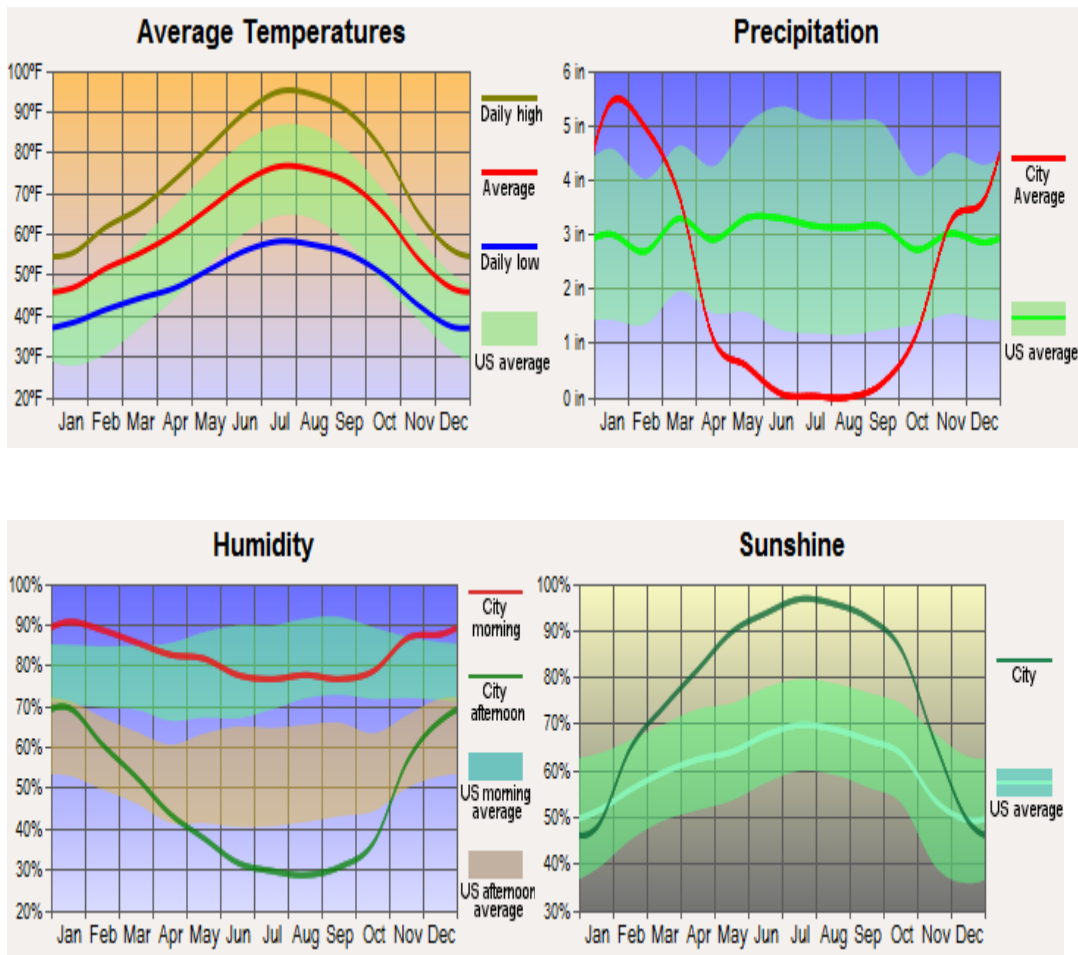 Average Temperatures
100ºF
90ºF
80ºF
70ºF
60ºF
50ºF
40ºF
30ºF
20ºF
Jan Feb Mar Apr May Jun Jul Aug Sep Oct Nov Dec
Daily high
Average
Daily low
US average
Precipitation
6 in
5 in
4 in
3 in
2 in
1 in
0 in
Jan Feb Mar Apr May Jun Jul Aug Sep Oct Nov Dec
City
Average
US average
Humidity
100%
90%
80%
70%
60%
50%
40%
30%
20%
Jan Feb Mar Apr May Jun Jul Aug Sep Oct Nov Dec
City
morning
City
afternoon
US morning
average
US afternoon
average
Sunshine
100%
90%
80%
70%
60%
50%
40%
30%
Jan Feb Mar Apr May Jun Jul Aug Sep Oct Nov Dec
City
US average